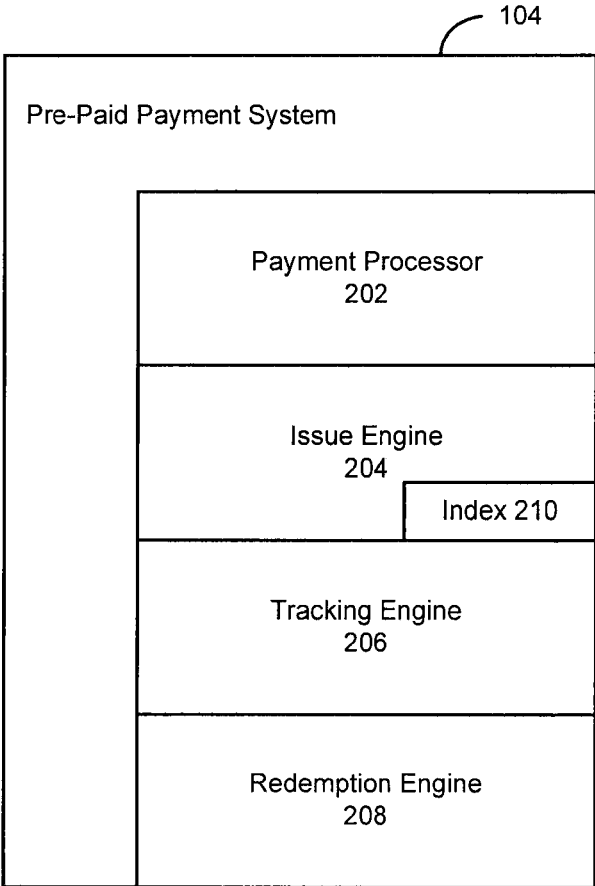 104
Pre-Paid Payment System
Payment Processor
202
Issue Engine
204
Index 210
Tracking Engine
206
Redemption Engine
208